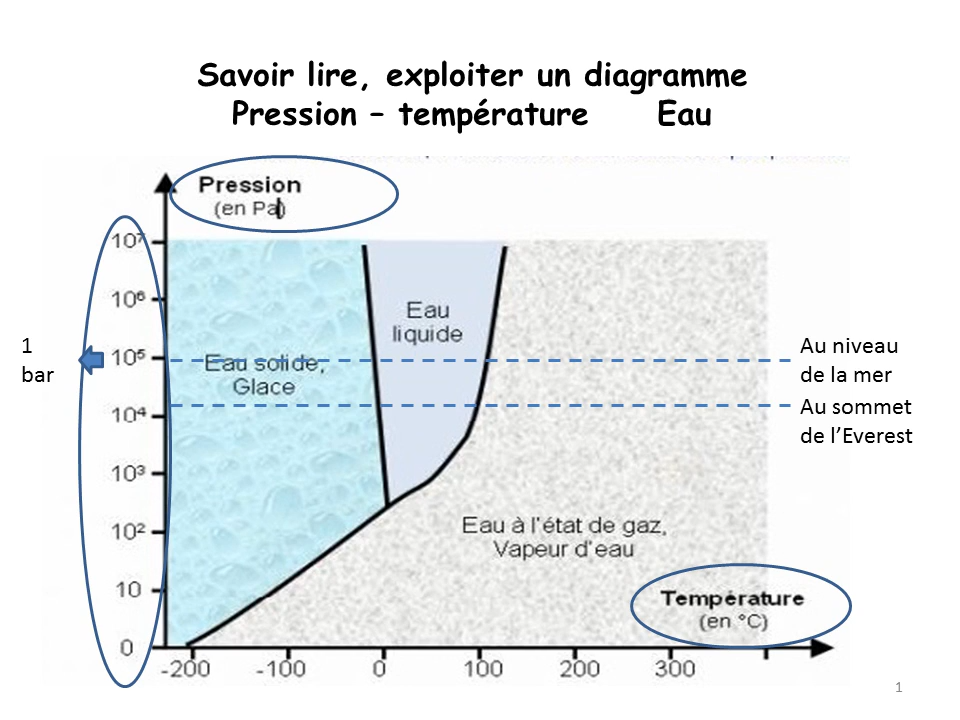 Savoir lire, exploiter un diagramme
Pression – température Eau
Pression
(en Pa)
10⁷
10⁶
10⁵
10⁴
10³
10²
10
0
1
bar
Eau solide,
Glace
Eau
liquide
Eau à l'état de gaz,
Vapeur d'eau
Au niveau
de la mer
Au sommet
de l'Everest
Température
(en °C)
-200 -100 0 100 200 300
1